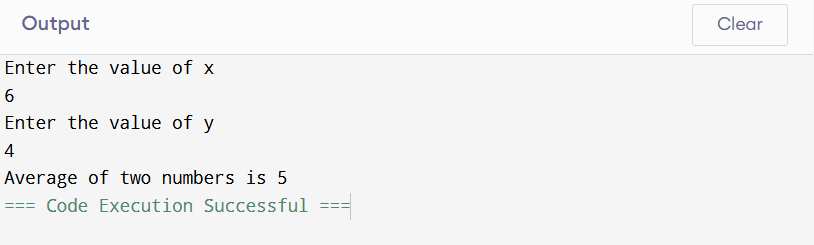 Output
Clear
Enter the value of x
6
Enter the value of y
4
Average of two numbers is 5
=== Code Execution Successful ===